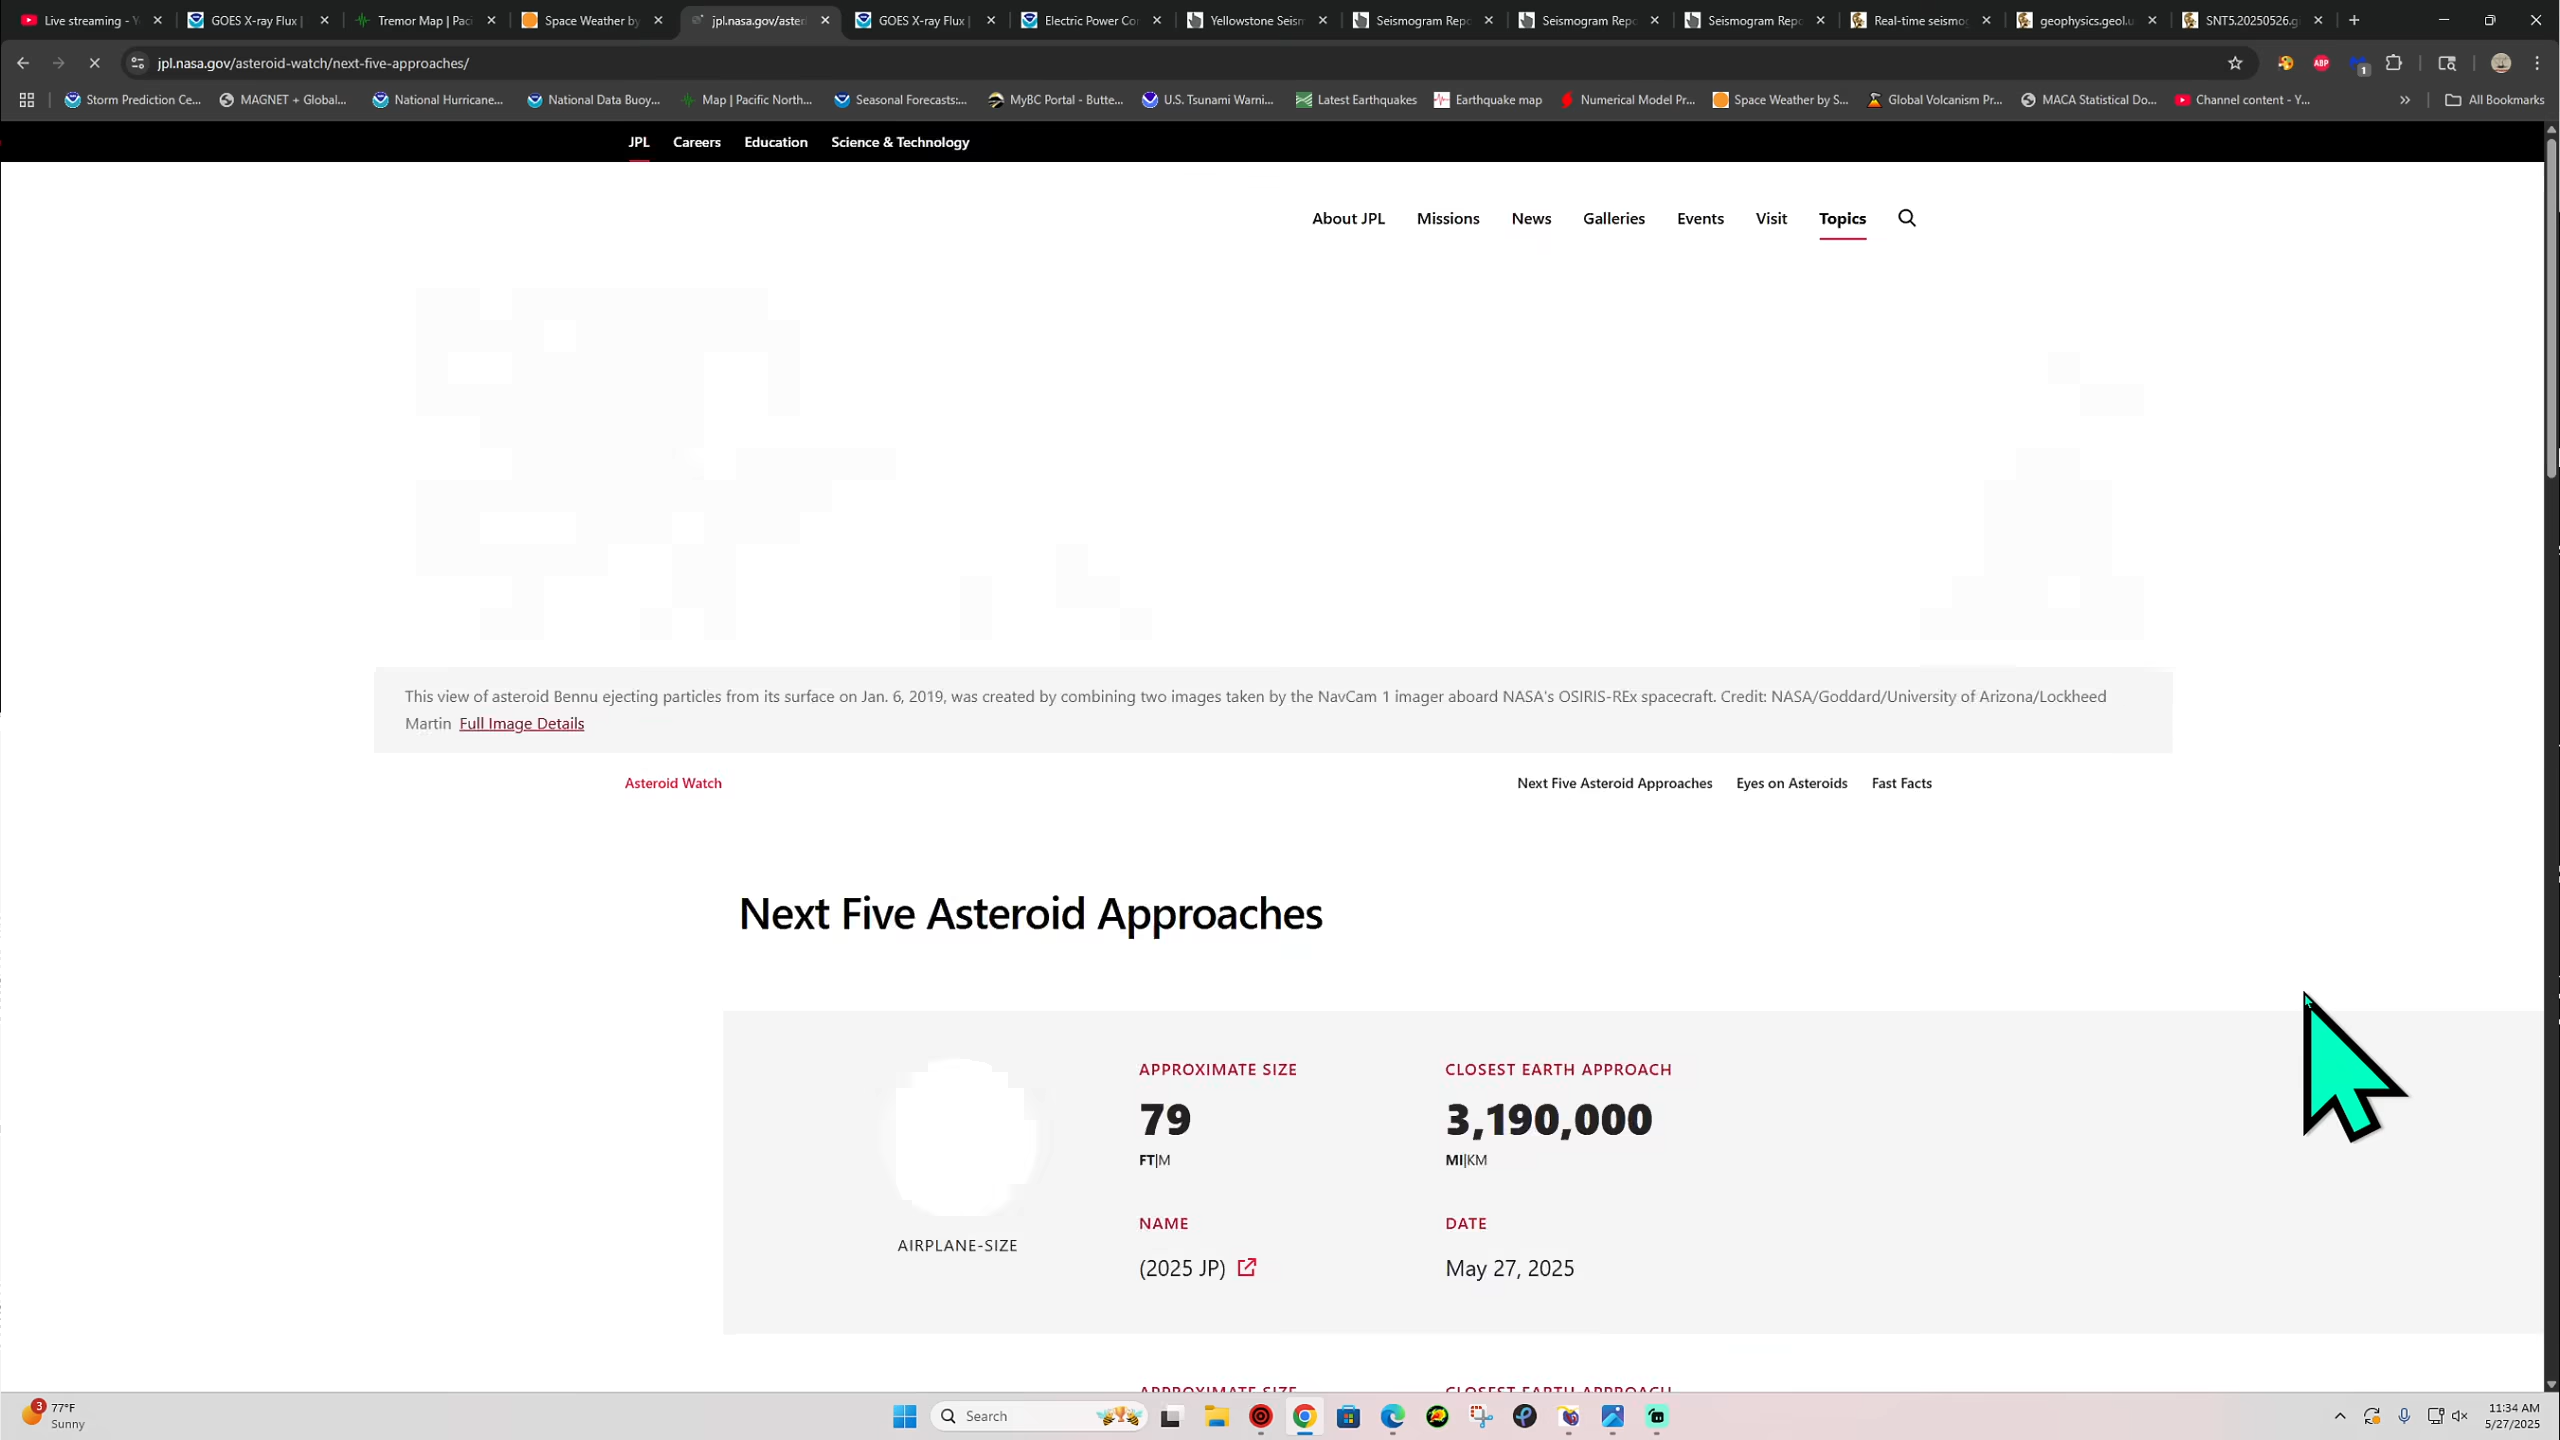 Live streaming - Y
GOES X-ray Flux |
Tremor Map | Paci
Space Weather by
jpl.nasa.gov/aster
GOES X-ray Flux |
Electric Power Co
Yellowstone Seism
Seismogram Repo
Seismogram Repo
Seismogram Repo
Real-time seismo
geophysics.geol.u
SNT5.20250526.gi
jpl.nasa.gov/asteroid-watch/next-five-approaches/
ABP
1
Storm Prediction Ce...
MAGNET + Global...
National Hurricane...
National Data Buoy...
Map | Pacific North...
Seasonal Forecasts:...
MyBC Portal - Butte...
U.S. Tsunami Warni...
Latest Earthquakes
Earthquake map
Numerical Model Pr...
Space Weather by S...
Global Volcanism Pr...
MACA Statistical Do...
Channel content - Y...
»
All Bookmarks
JPL Careers Education Science & Technology
About JPL Missions News Galleries Events Visit Topics
This view of asteroid Bennu ejecting particles from its surface on Jan. 6, 2019, was created by combining two images taken by the NavCam 1 imager aboard NASA's OSIRIS-REx spacecraft. Credit: NASA/Goddard/University of Arizona/Lockheed
Martin Full Image Details
Asteroid Watch
Next Five Asteroid Approaches Eyes on Asteroids Fast Facts
Next Five Asteroid Approaches
APPROXIMATE SIZE
79
FT|M
CLOSEST EARTH APPROACH
3,190,000
MI|KM
AIRPLANE-SIZE
NAME
(2025 JP)
DATE
May 27, 2025
APPROXIMATE SIZE
CLOSEST EARTH APPROACH
3
77°F
Sunny
Search
11:34 AM
5/27/2025